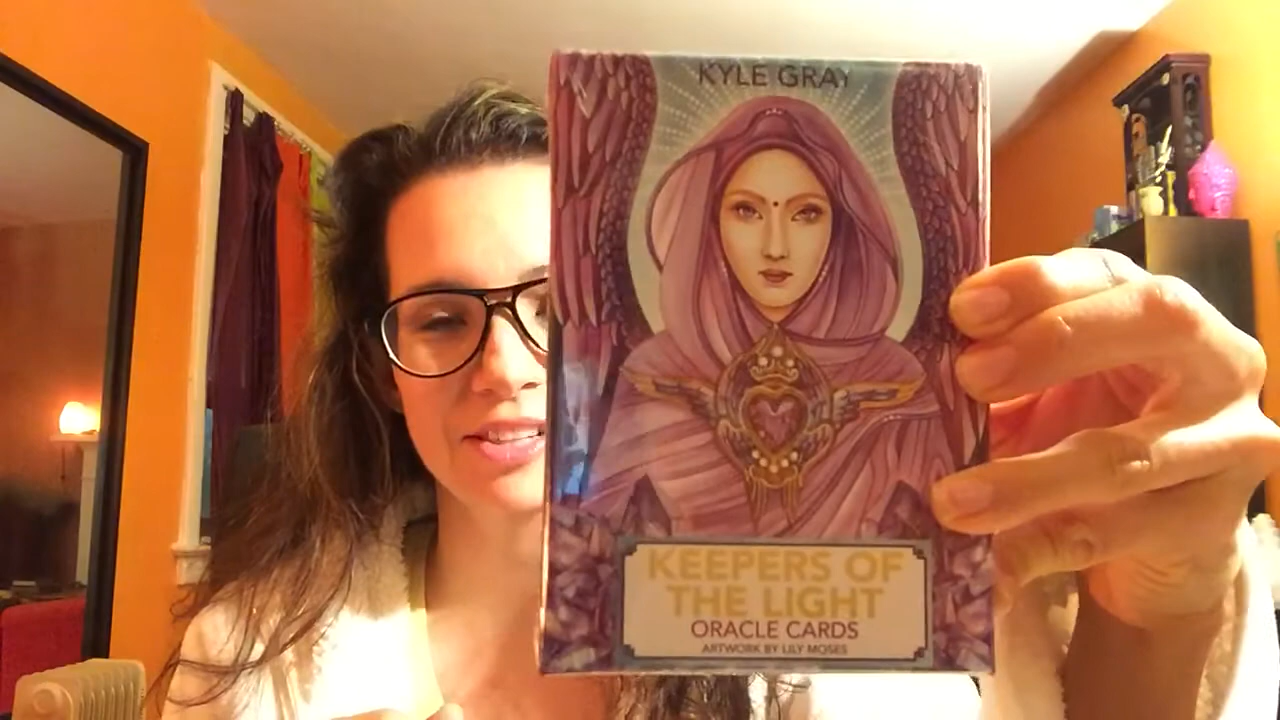 KYLE GRAY
KEEPERS OF
THE LIGHT
ORACLE CARDS
ARTWORK BY LILY MOSES